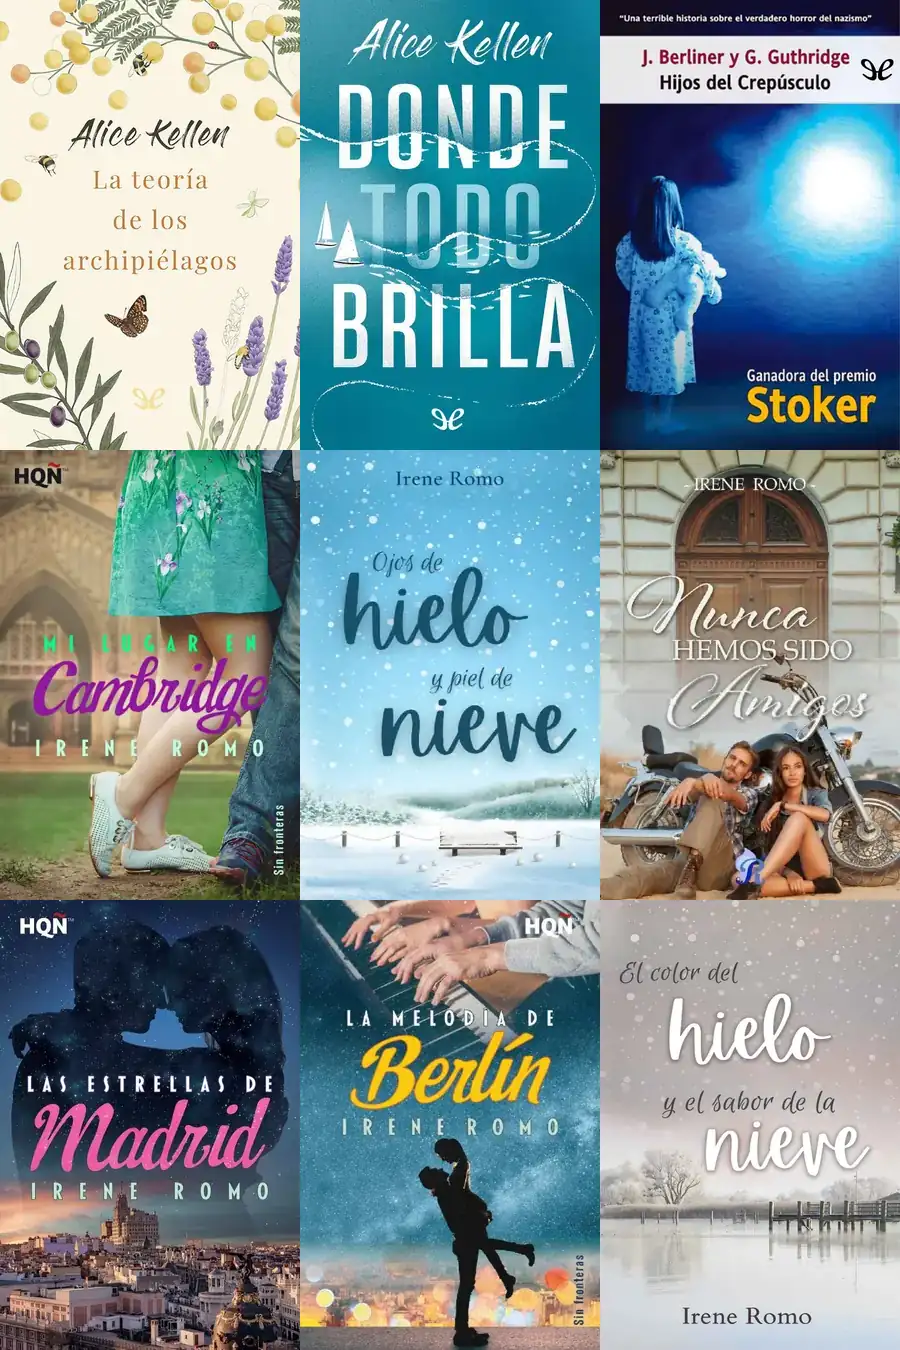 Alice Kellen
La teoría
de los
archipiélagos
Alice Kellen
DONDE
TODO
BRILLA
“Una terrible historia sobre el verdadero horror del nazismo”
J. Berliner y G. Guthridge
Hijos del Crepúsculo
Ganadora del premio
Stoker
HQÑ
MI LUGAR EN
Cambridge
IRENE ROMO
Sin fronteras
Irene Romo
Ojos de
hielo
y piel de
nieve
-IRENE ROMO-
Nunca
HEMOS SIDO
Amigos
HQÑ
LAS ESTRELLAS DE
Madrid
IRENE ROMO
HQÑ
LA MELODÍA DE
Berlín
IRENE ROMO
Sin fronteras
El color del
hielo
y el sabor de la
nieve
Irene Romo